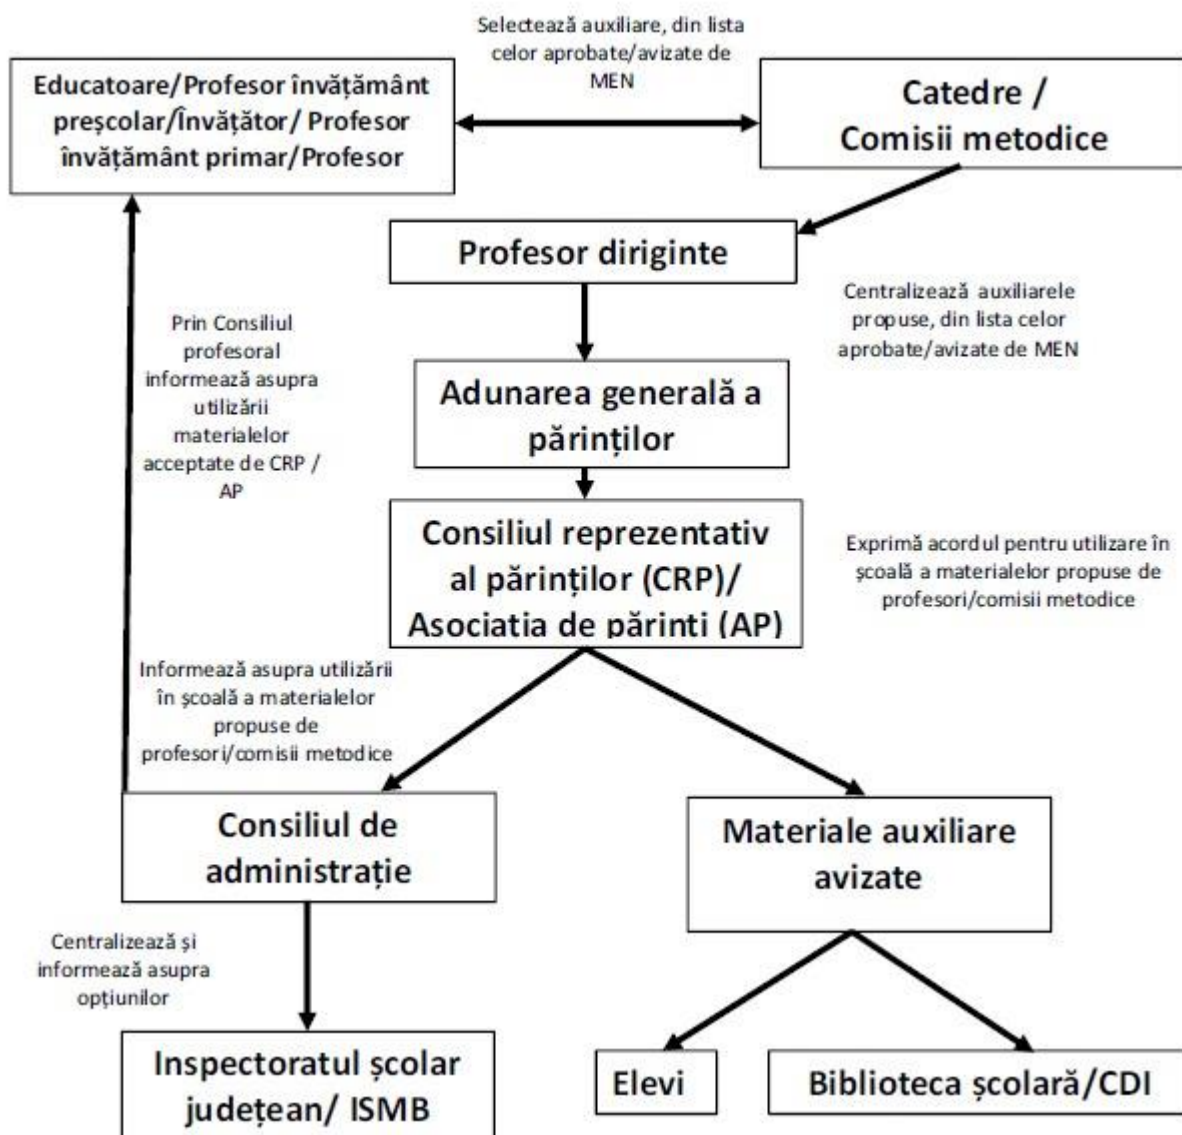 Selectează auxiliare, din lista
celor aprobate/avizate de
MEN
Educatoare/Profesor învățământ
preșcolar/Învățător/ Profesor
învățământ primar/Profesor
Catedre /
Comisii metodice
Profesor diriginte
Centralizează auxiliarele
propuse, din lista celor
aprobate/avizate de MEN
Prin Consiliul
profesoral
informează asupra
utilizării
materialelor
acceptate de CRP /
AP
Adunarea generală a
părinților
Consiliul reprezentativ
al părinților (CRP)/
Asociatia de părinti (AP)
Exprimă acordul pentru utilizare în
școală a materialelor propuse de
profesori/comisii metodice
Informează asupra utilizării
în școală a materialelor
propuse de
profesori/comisii metodice
Consiliul de
administrație
Materiale auxiliare
avizate
Centralizează și
informează asupra
opțiunilor
Inspectoratul școlar
județean/ ISMB
Elevi
Biblioteca școlară/CDI